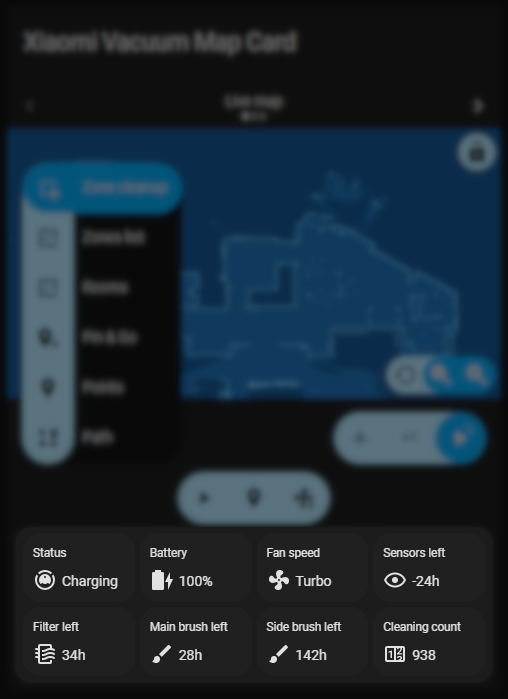 Xiaomi Vacuum Map Card
Live map
Zone cleanup
Zones list
Rooms
Pin & Go
Points
Path
Status
Battery
Fan speed
Sensors left
Charging
100%
Turbo
-24h
Filter left
Main brush left
Side brush left
Cleaning count
34h
28h
142h
938